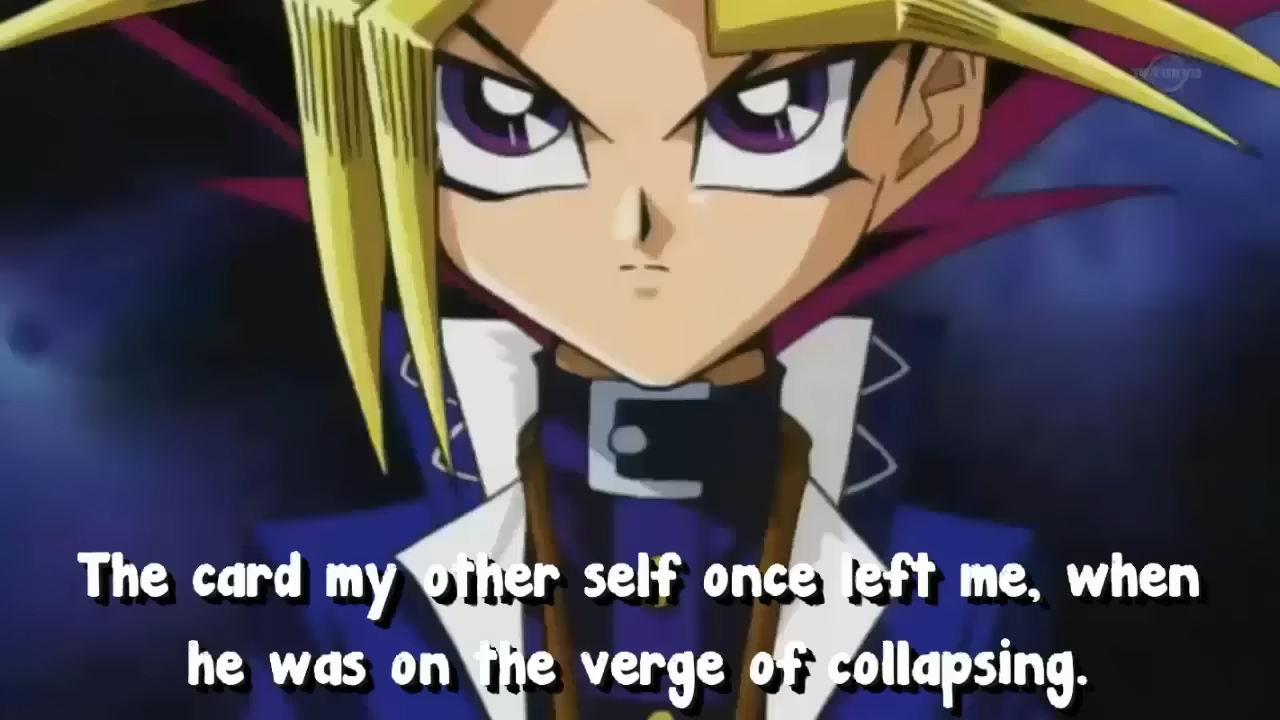 The card my other self once left me, when
he was on the verge of collapsing.